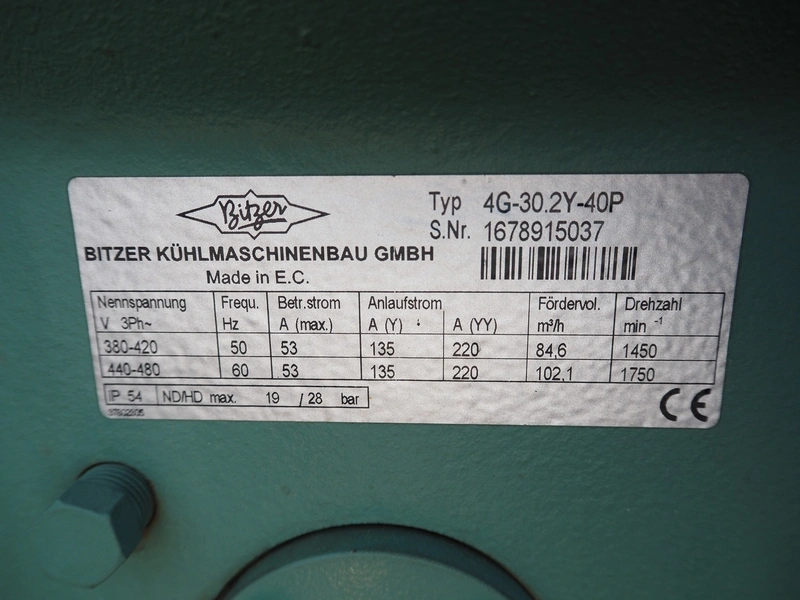 Bitzer
BITZER KÜHLMASCHINENBAU GMBH
Made in E.C.
Typ 4G-30.2Y-40P
S.Nr. 1678915037
Nennspannung Frequ. Betr.strom Anlaufstrom Fördervol. Drehzahl
V 3Ph~ Hz A (max.) A (Y) A (YY) m³/h min -1
380-420 50 53 135 220 84,6 1450
440-480 60 53 135 220 102,1 1750
IP 54 ND/HD max. 19 / 28 bar
CE